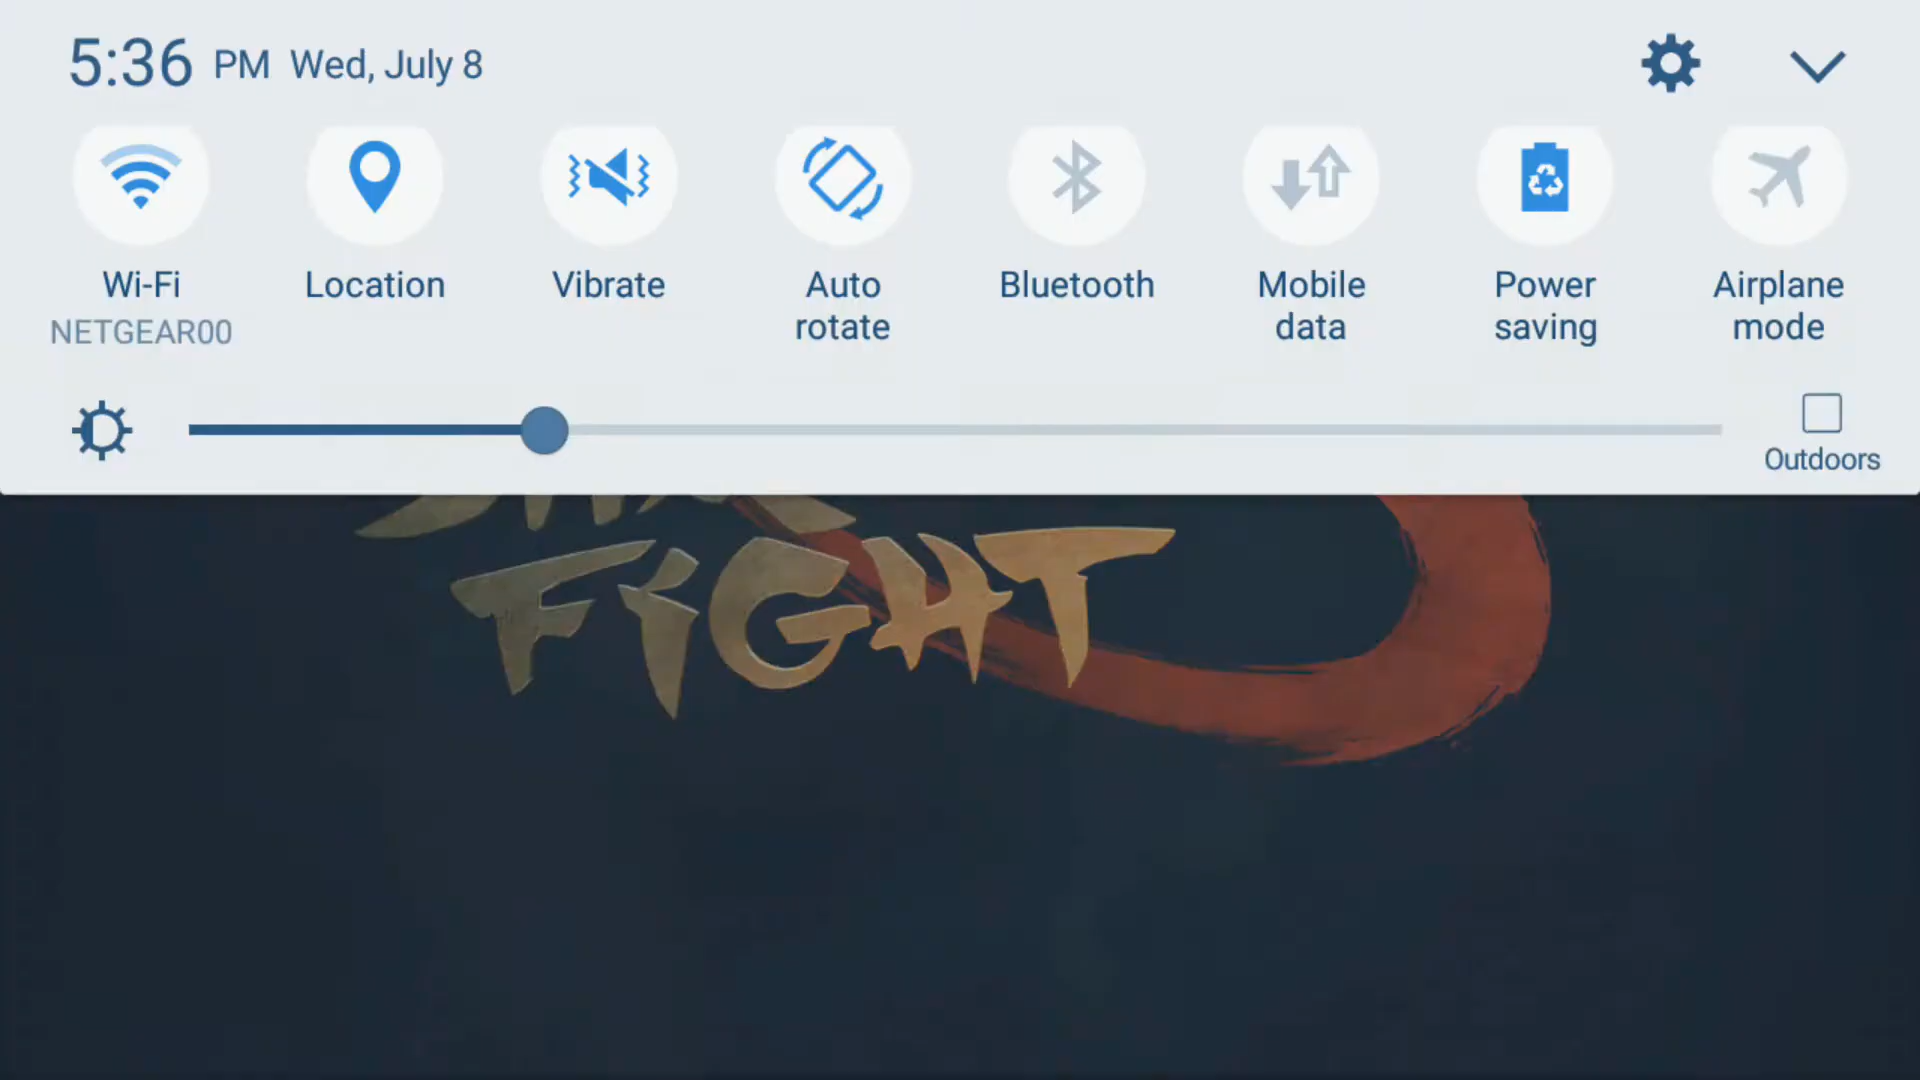 5:36 PM Wed, July 8
Wi-Fi
NETGEAR00
Location
Vibrate
Auto
rotate
Bluetooth
Mobile
data
Power
saving
Airplane
mode
Outdoors
FIGHT